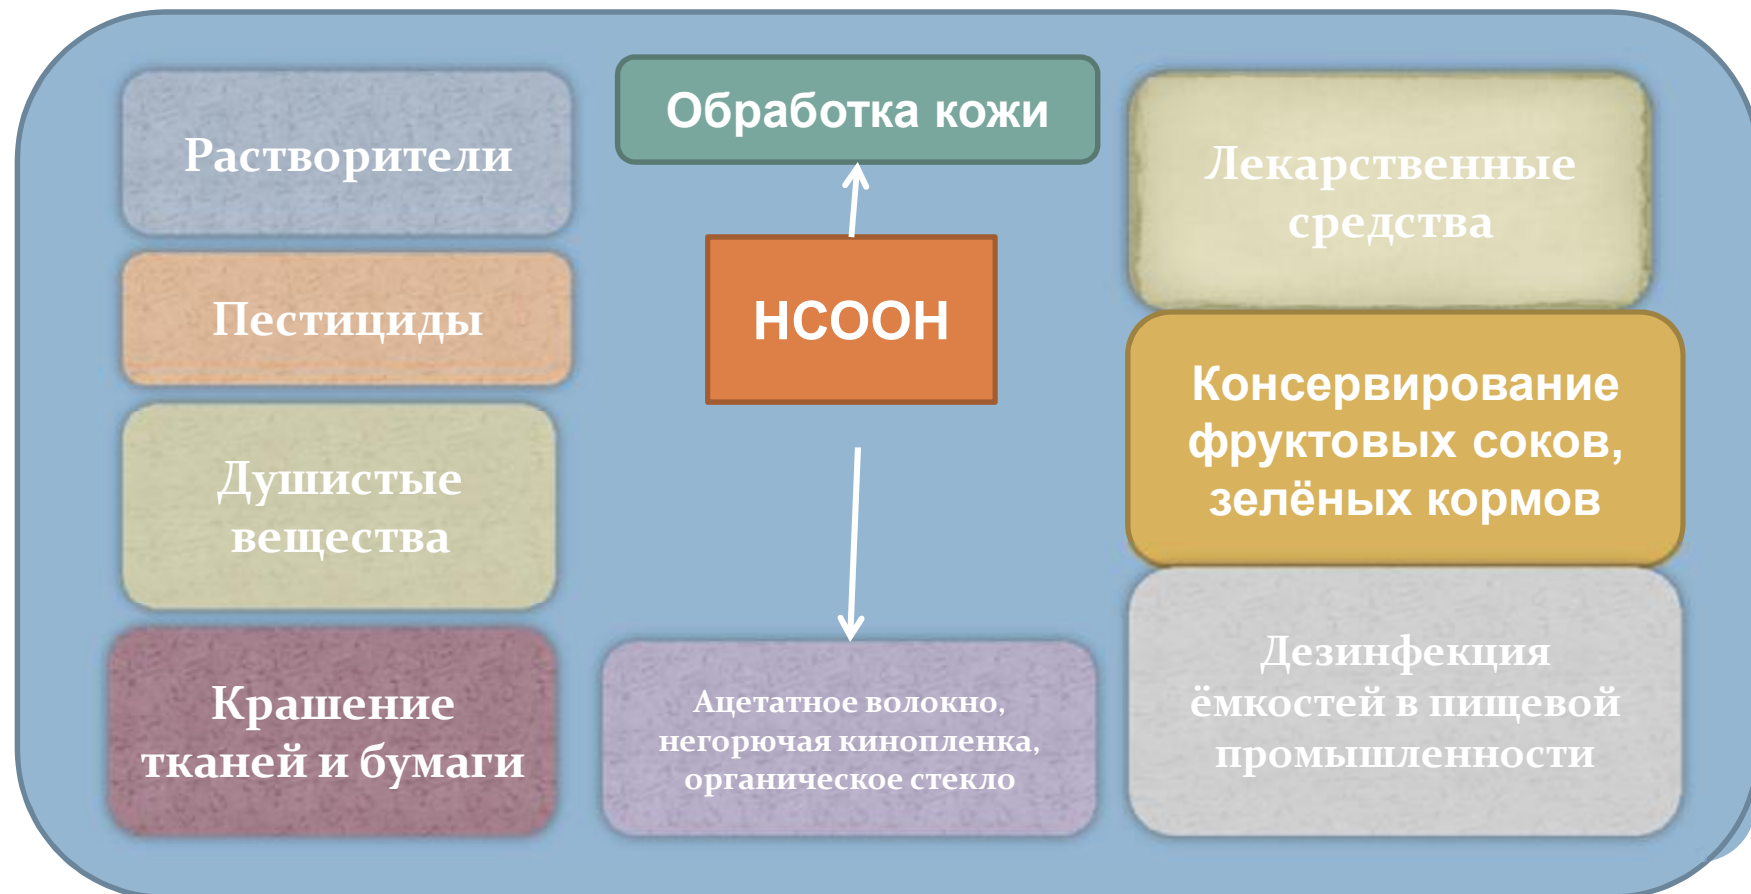 Растворители
Пестициды
Душистые
вещества
Крашение
тканей и бумаги
Обработка кожи
НСООН
Ацетатное волокно,
негорючая кинопленка,
органическое стекло
Лекарственные
средства
Консервирование
фруктовых соков,
зелёных кормов
Дезинфекция
ёмкостей в пищевой
промышленности